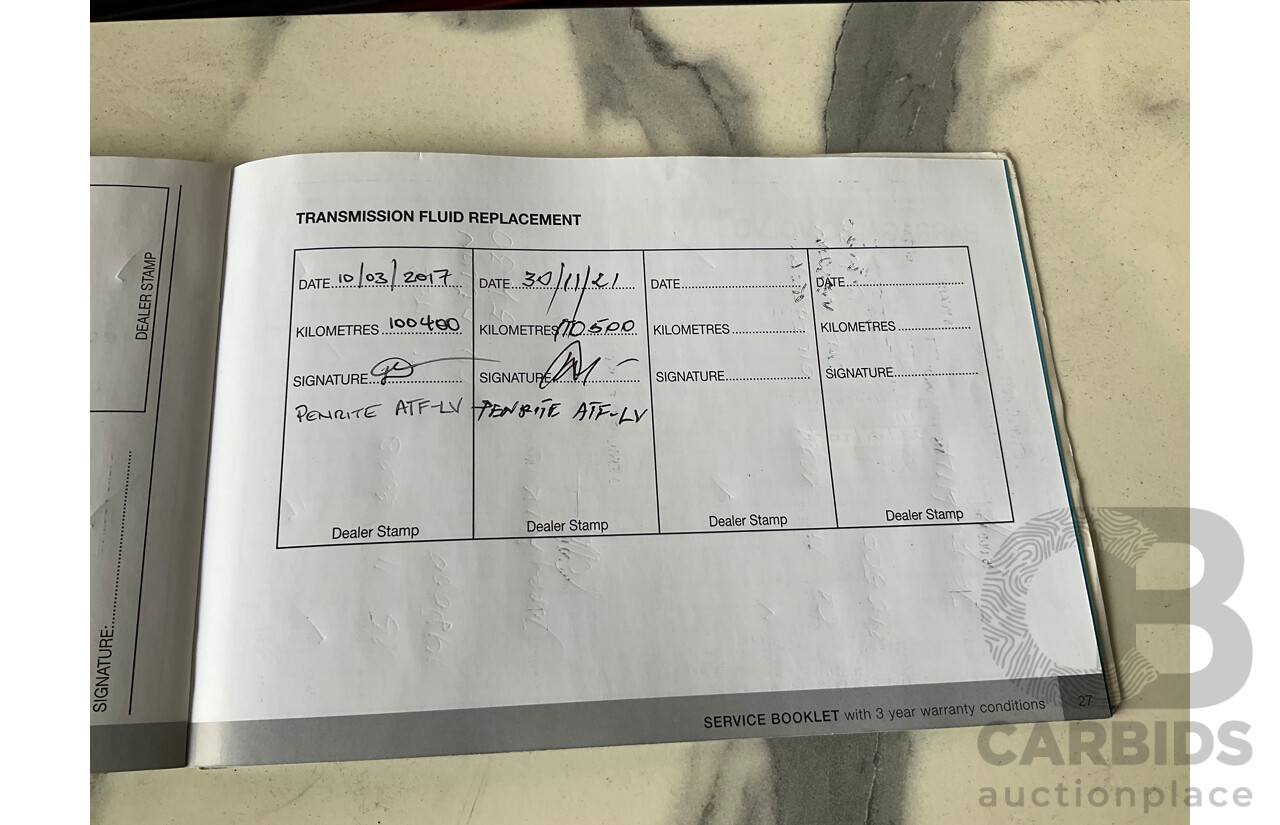 TRANSMISSION FLUID REPLACEMENT
DATE 10/03/2017
KILOMETRES 100400
SIGNATURE
PENRITE ATF-LV
Dealer Stamp
DATE 30/11/21
KILOMETRES 170500
SIGNATURE
PENRITE ATF-LV
Dealer Stamp
DATE
KILOMETRES
SIGNATURE
Dealer Stamp
DATE
KILOMETRES
SIGNATURE
Dealer Stamp
DEALER STAMP
SIGNATURE:
SERVICE BOOKLET with 3 year warranty conditions 27
CB
CARBIDS
auctionplace